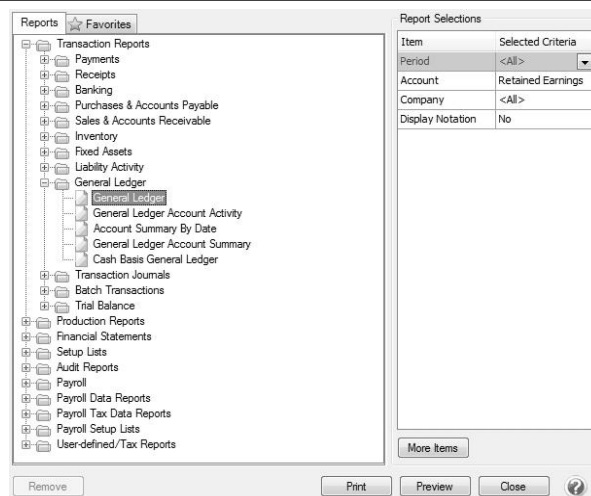 Reports Favorites
Transaction Reports
Payments
Receipts
Banking
Purchases & Accounts Payable
Sales & Accounts Receivable
Inventory
Fixed Assets
Liability Activity
General Ledger
General Ledger
General Ledger Account Activity
Account Summary By Date
General Ledger Account Summary
Cash Basis General Ledger
Transaction Journals
Batch Transactions
Trial Balance
Production Reports
Financial Statements
Setup Lists
Audit Reports
Payroll
Payroll Data Reports
Payroll Tax Data Reports
Payroll Setup Lists
User-defined/Tax Reports
Report Selections
Item Selected Criteria
Period <All>
Account Retained Earnings
Company <All>
Display Notation No
More Items
Remove Print Preview Close ?